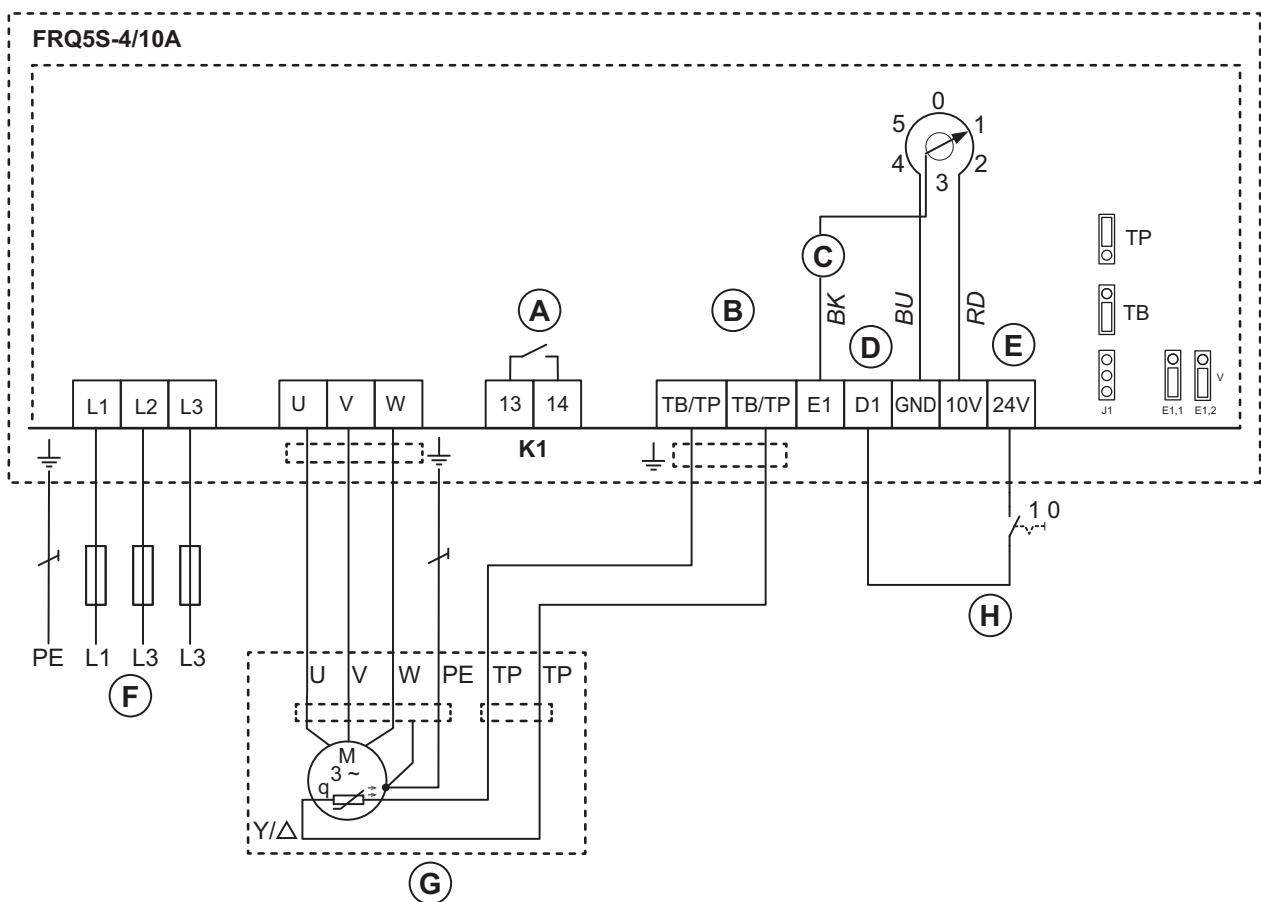 FRQ5S-4/10A
0
5 1
4 2
3
C
TP
A B BK BU RD TB
D E
L1 L2 L3 U V W 13 14 TB/TP TB/TP E1 D1 GND 10V 24V J1 E1,1 E1,2 V
K1
1 0
H
PE L1 L3 L3
F
U V W PE TP TP
M
3 ~
q
Y/△
G